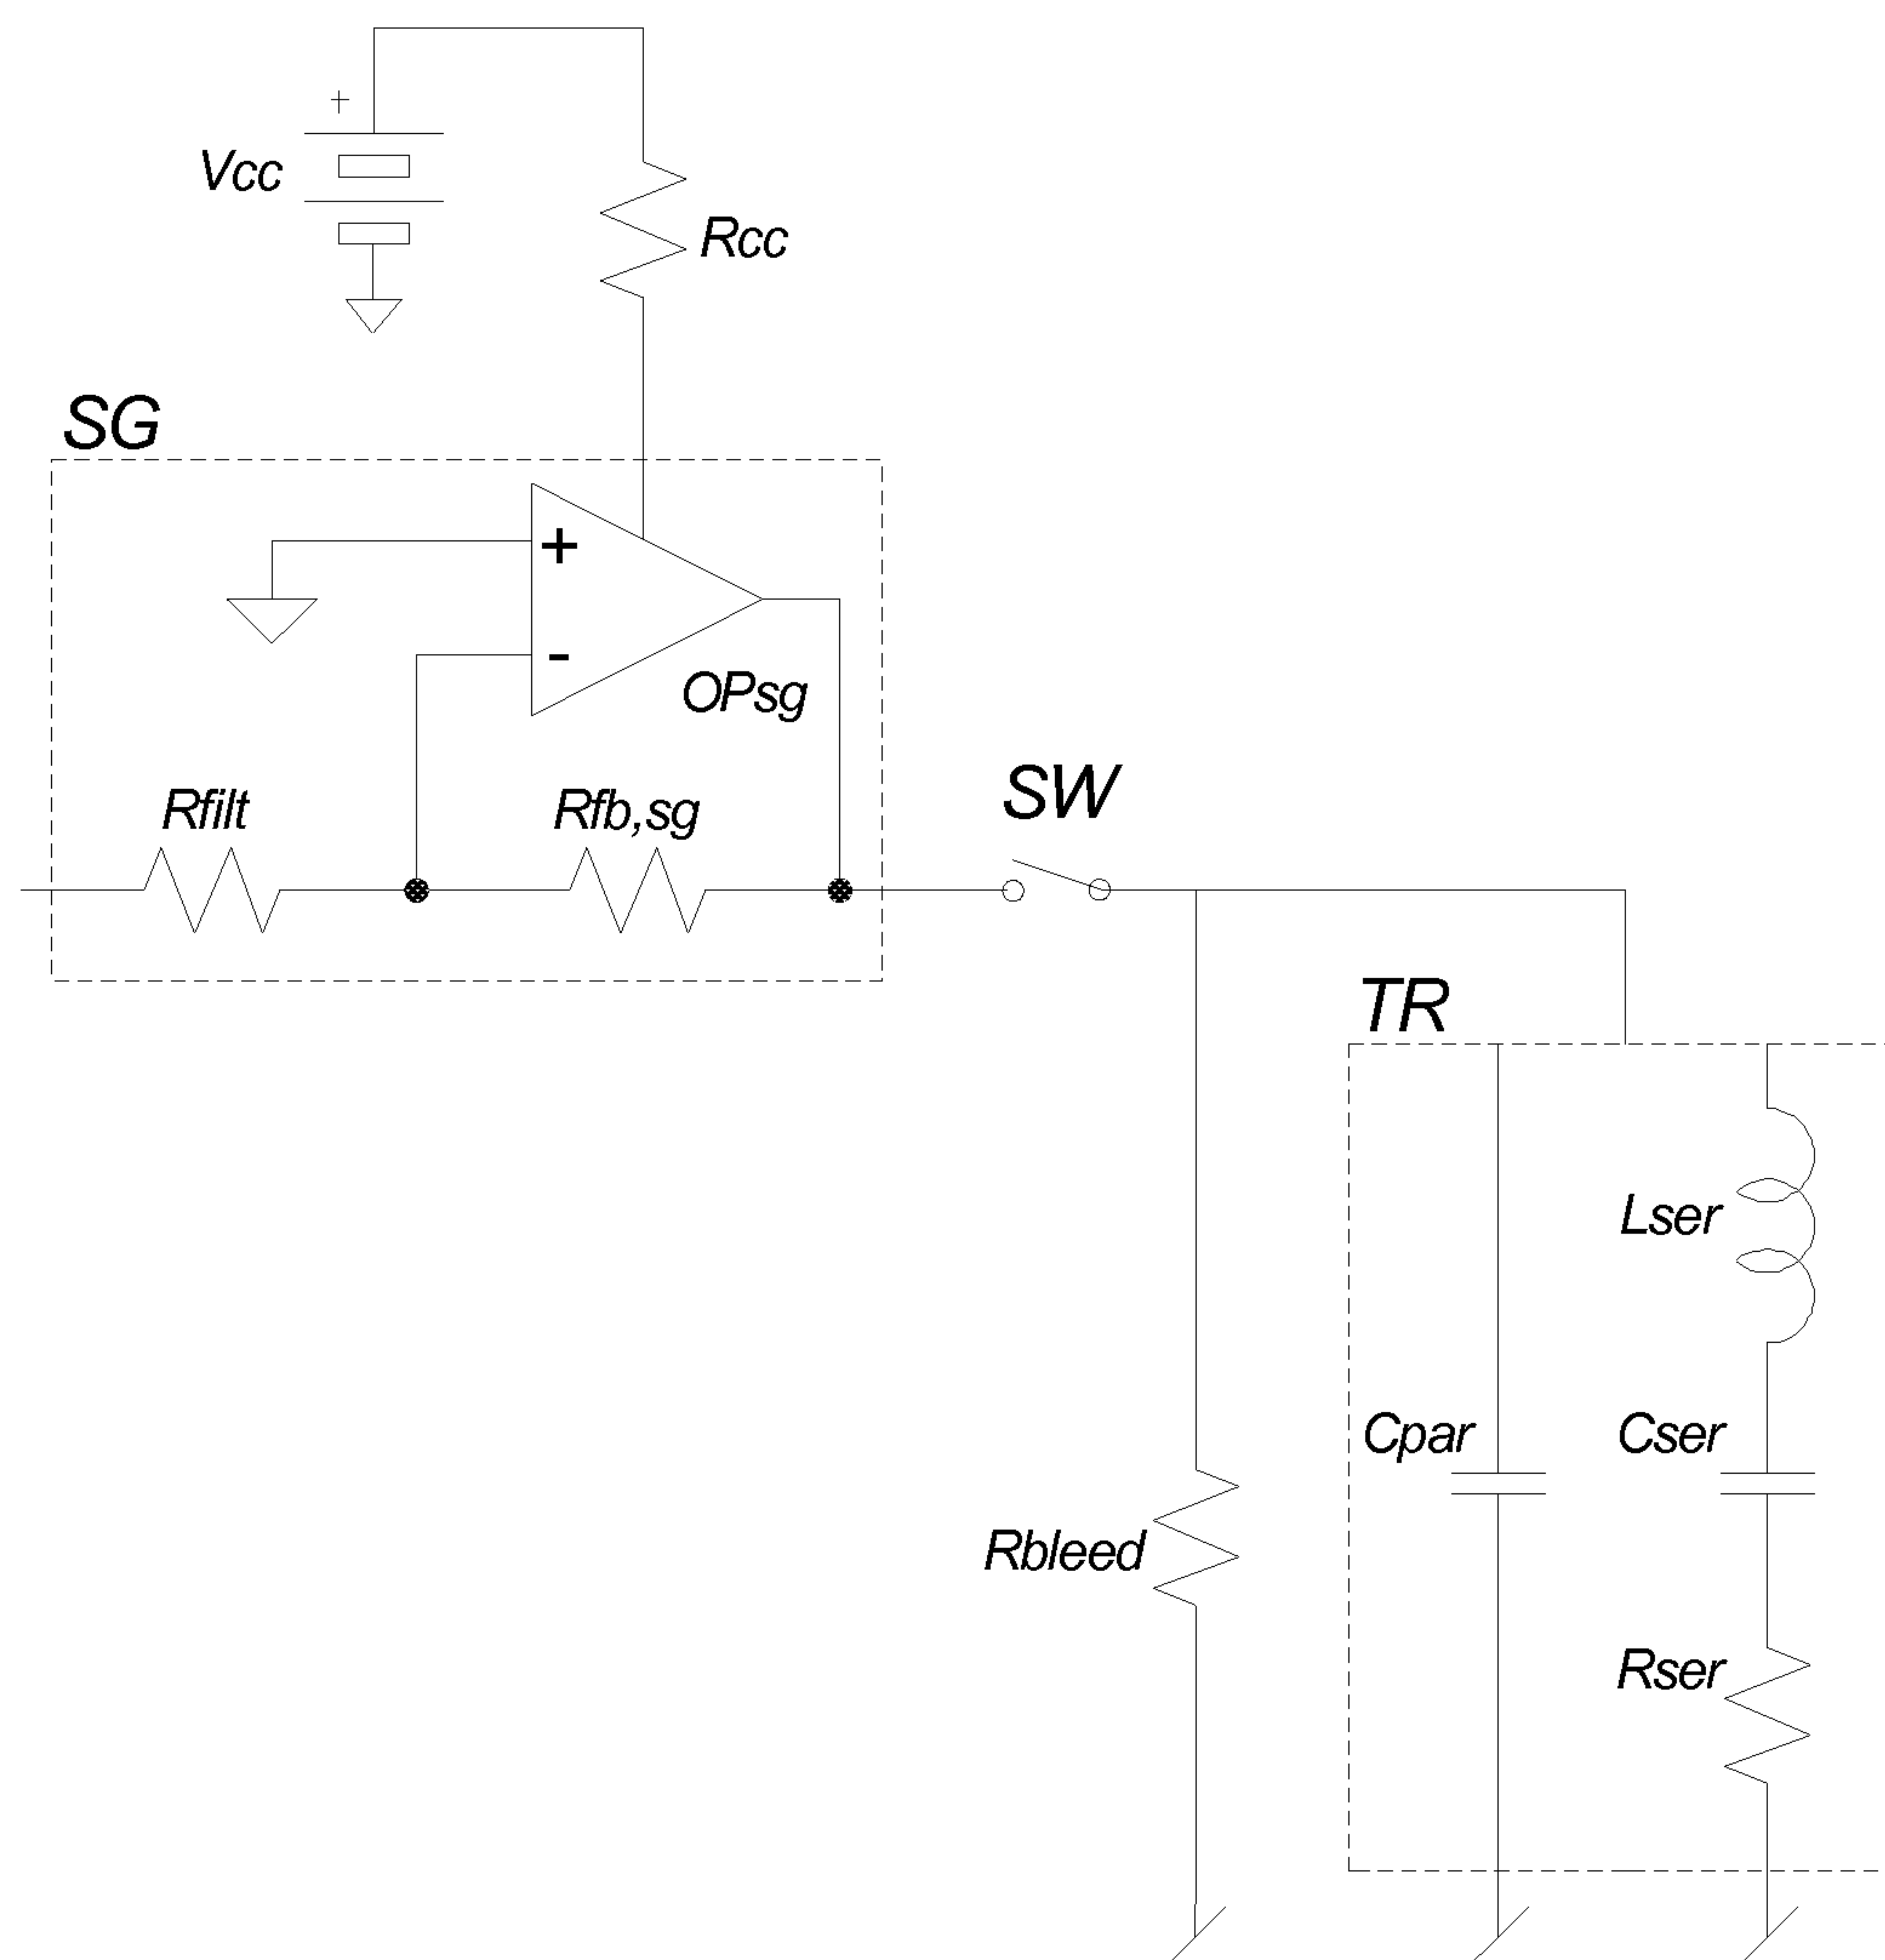 +
Vcc
Rcc
SG
+
-
OPsg
Rfilt
Rfb,sg
SW
TR
Lser
Cpar
Cser
Rbleed
Rser